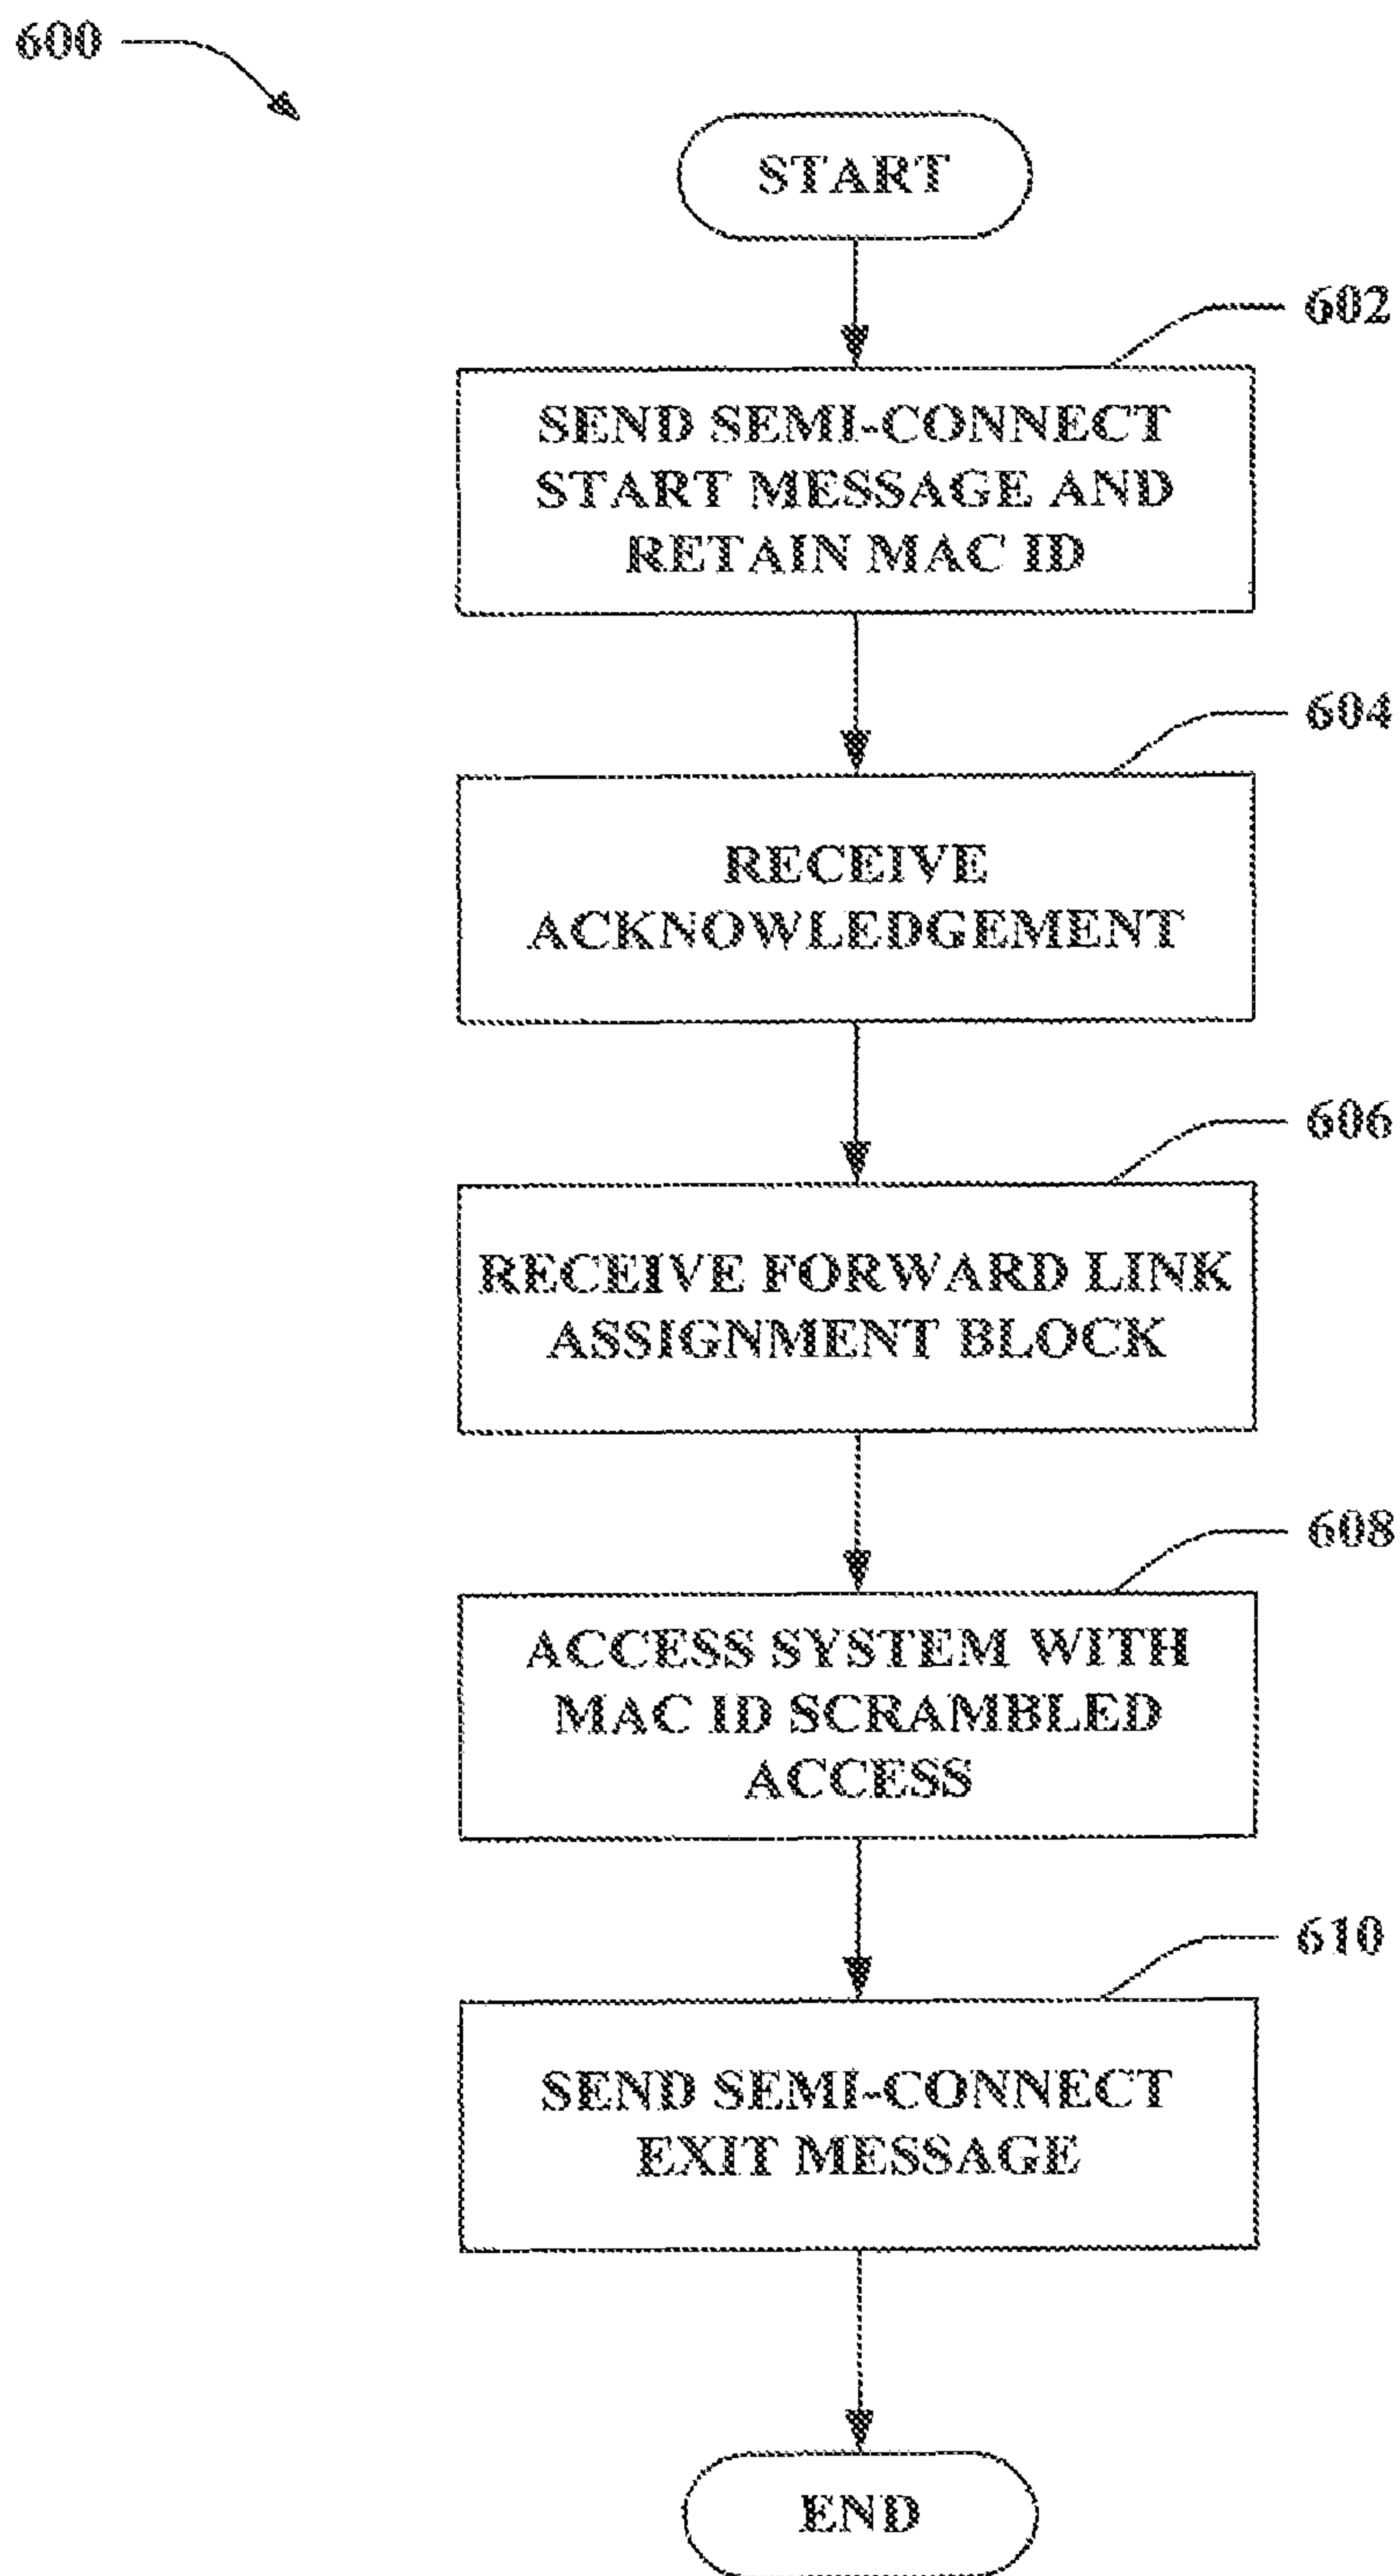 600
START
602
SEND SEMI-CONNECT
START MESSAGE AND
RETAIN MAC ID
604
RECEIVE
ACKNOWLEDGEMENT
606
RECEIVE FORWARD LINK
ASSIGNMENT BLOCK
608
ACCESS SYSTEM WITH
MAC ID SCRAMBLED
ACCESS
610
SEND SEMI-CONNECT
EXIT MESSAGE
END